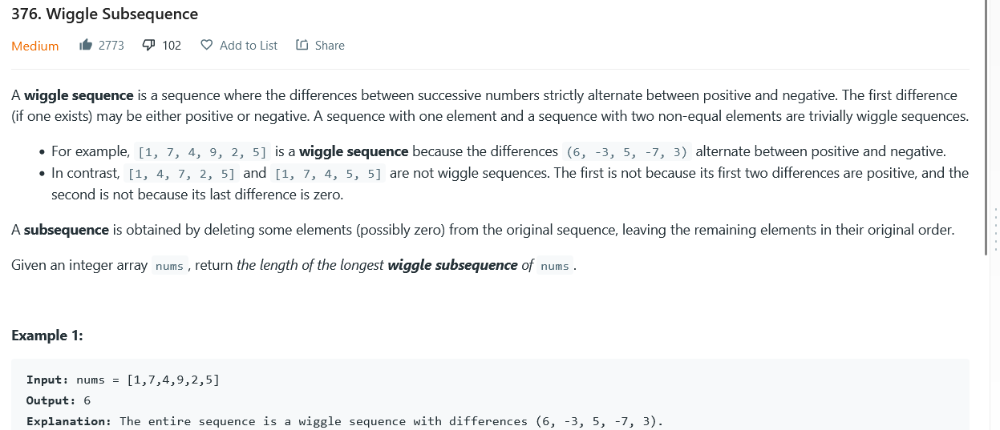 376. Wiggle Subsequence
Medium 2773 102 Add to List Share
A wiggle sequence is a sequence where the differences between successive numbers strictly alternate between positive and negative. The first difference
(if one exists) may be either positive or negative. A sequence with one element and a sequence with two non-equal elements are trivially wiggle sequences.
• For example, [1, 7, 4, 9, 2, 5] is a wiggle sequence because the differences (6, -3, 5, -7, 3) alternate between positive and negative.
• In contrast, [1, 4, 7, 2, 5] and [1, 7, 4, 5, 5] are not wiggle sequences. The first is not because its first two differences are positive, and the
second is not because its last difference is zero.
A subsequence is obtained by deleting some elements (possibly zero) from the original sequence, leaving the remaining elements in their original order.
Given an integer array nums, return the length of the longest wiggle subsequence of nums.
Example 1:
Input: nums = [1,7,4,9,2,5]
Output: 6
Explanation: The entire sequence is a wiggle sequence with differences (6, -3, 5, -7, 3).